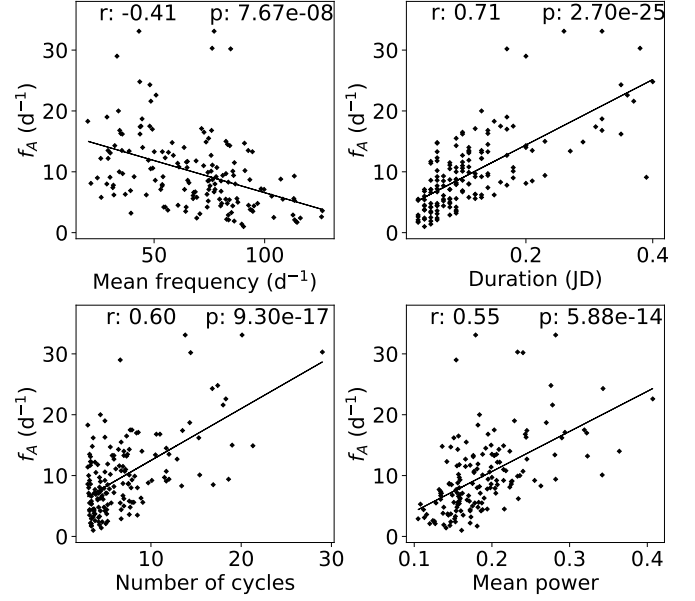 r: -0.41 p: 7.67e-08
30
20
10
0
f_A (d⁻¹)
50 100
Mean frequency (d⁻¹)
r: 0.71 p: 2.70e-25
30
20
10
0
f_A (d⁻¹)
0.2 0.4
Duration (JD)
r: 0.60 p: 9.30e-17
30
20
10
0
f_A (d⁻¹)
10 20 30
Number of cycles
r: 0.55 p: 5.88e-14
30
20
10
0
f_A (d⁻¹)
0.1 0.2 0.3 0.4
Mean power